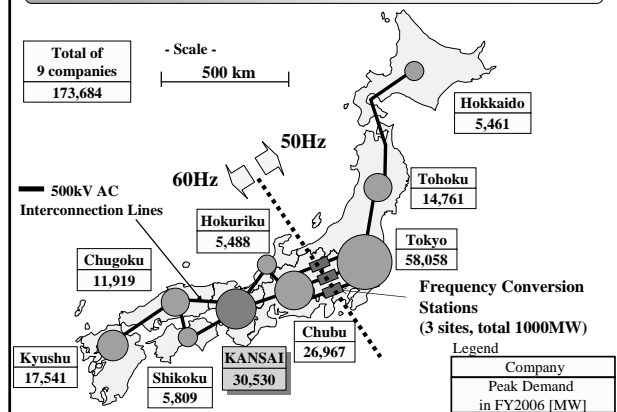 Total of
9 companies
173,684
- Scale -
500 km
Hokkaido
5,461
50Hz
60Hz
500kV AC
Interconnection Lines
Tohoku
14,761
Hokuriku
5,488
Tokyo
58,058
Chugoku
11,919
Frequency Conversion
Stations
(3 sites, total 1000MW)
Chubu
26,967
Kyushu
17,541
Shikoku
5,809
KANSAI
30,530
Legend
Company
Peak Demand
in FY2006 [MW]